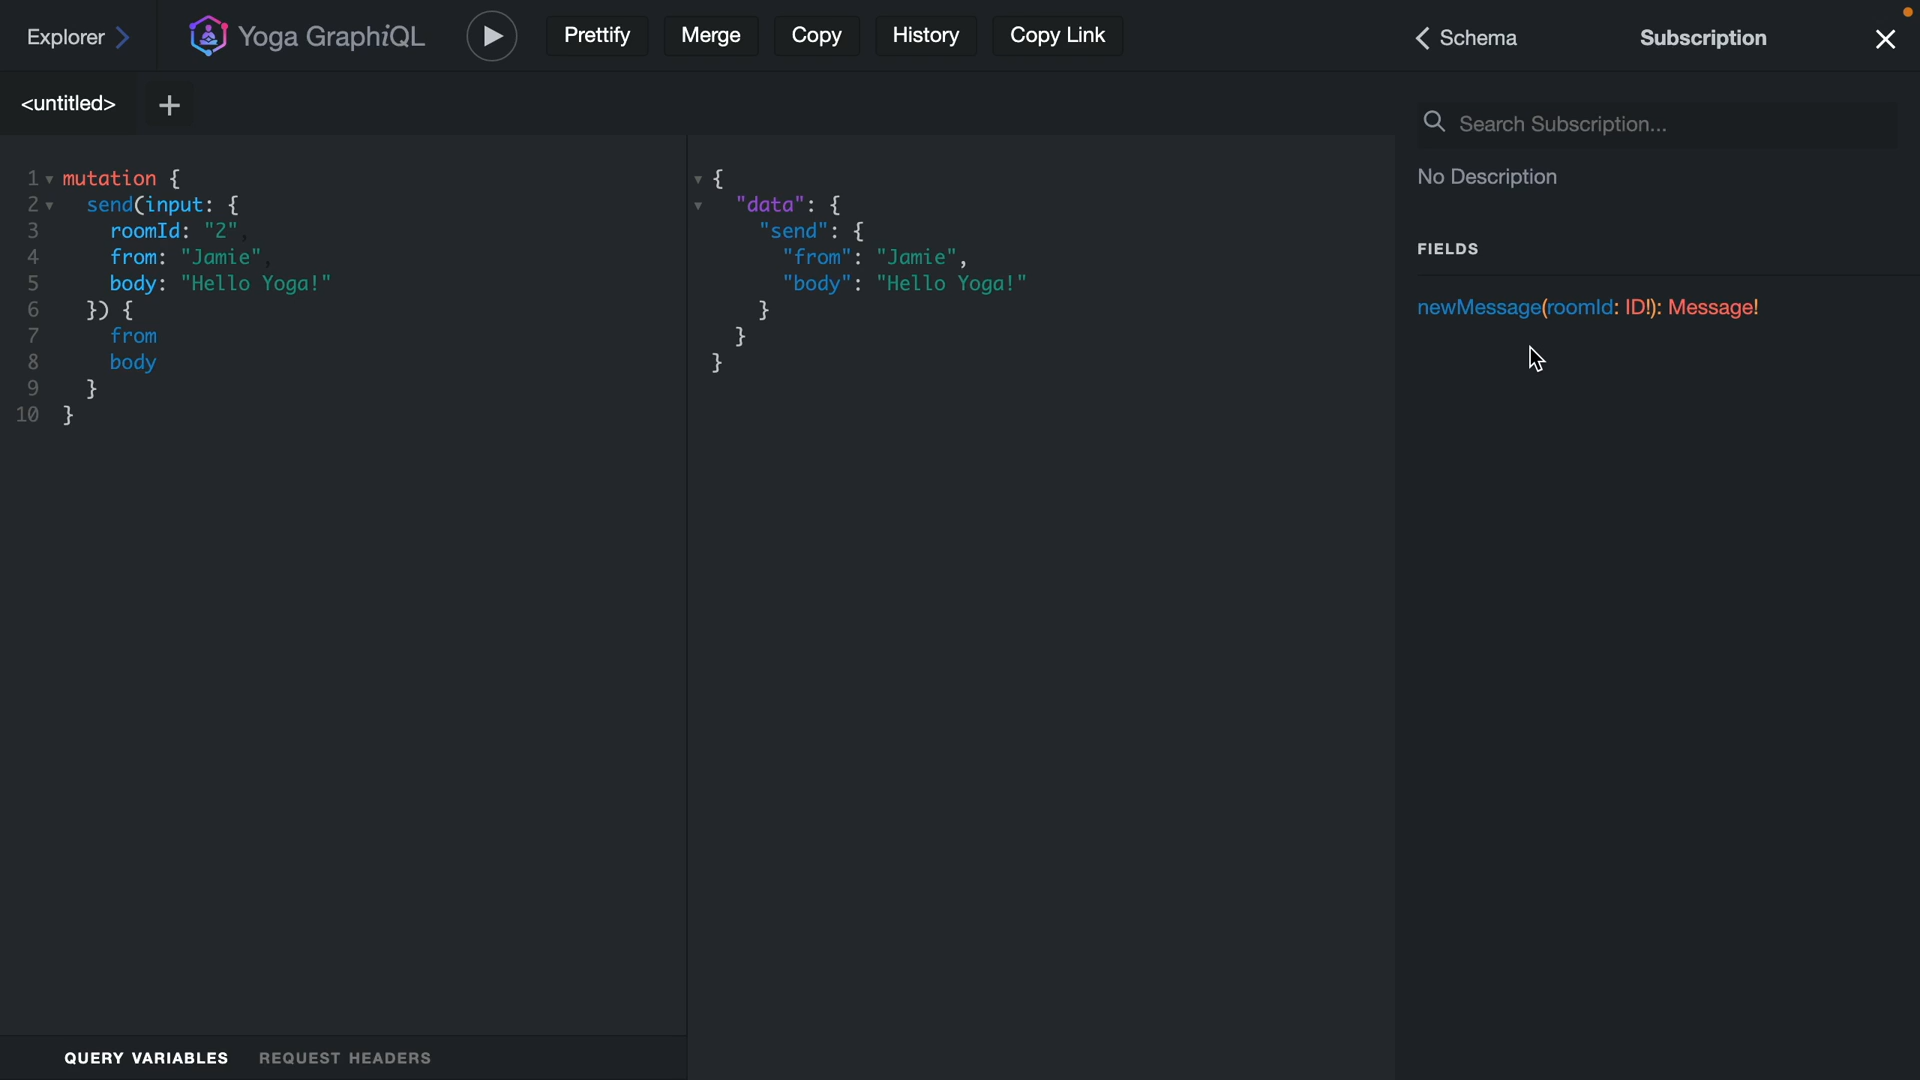 Explorer
Yoga GraphiQL
Prettify
Merge
Copy
History
Copy Link
Schema
Subscription
<untitled>
+
Search Subscription...
No Description
FIELDS
newMessage(roomId: ID!): Message!
1 mutation {
2 send(input: {
3 roomId: "2",
4 from: "Jamie",
5 body: "Hello Yoga!"
6 }) {
7 from
8 body
9 }
10 }
{
"data": {
"send": {
"from": "Jamie",
"body": "Hello Yoga!"
}
}
}
QUERY VARIABLES
REQUEST HEADERS